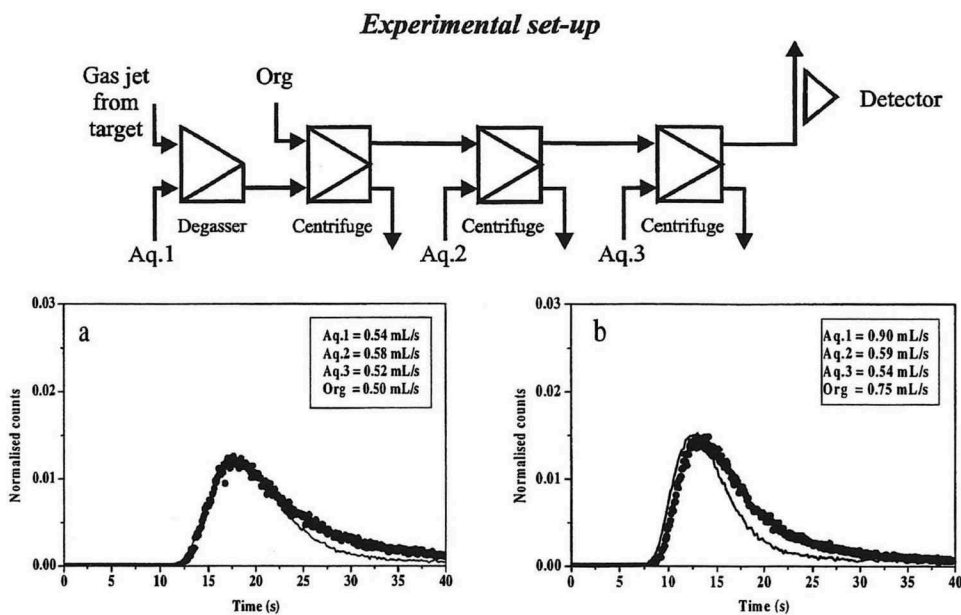 Experimental set-up
Gas jet
from
target
Org
Detector
Degasser
Centrifuge
Centrifuge
Centrifuge
Aq.1
Aq.2
Aq.3
a
Aq.1 = 0.54 mL/s
Aq.2 = 0.58 mL/s
Aq.3 = 0.52 mL/s
Org = 0.50 mL/s
Normalised counts
0.03
0.02
0.01
0.00
0 5 10 15 20 25 30 35 40
Time (s)
b
Aq.1 = 0.90 mL/s
Aq.2 = 0.59 mL/s
Aq.3 = 0.54 mL/s
Org = 0.75 mL/s
Normalised counts
0.03
0.02
0.01
0.00
0 5 10 15 20 25 30 35 40
Time (s)